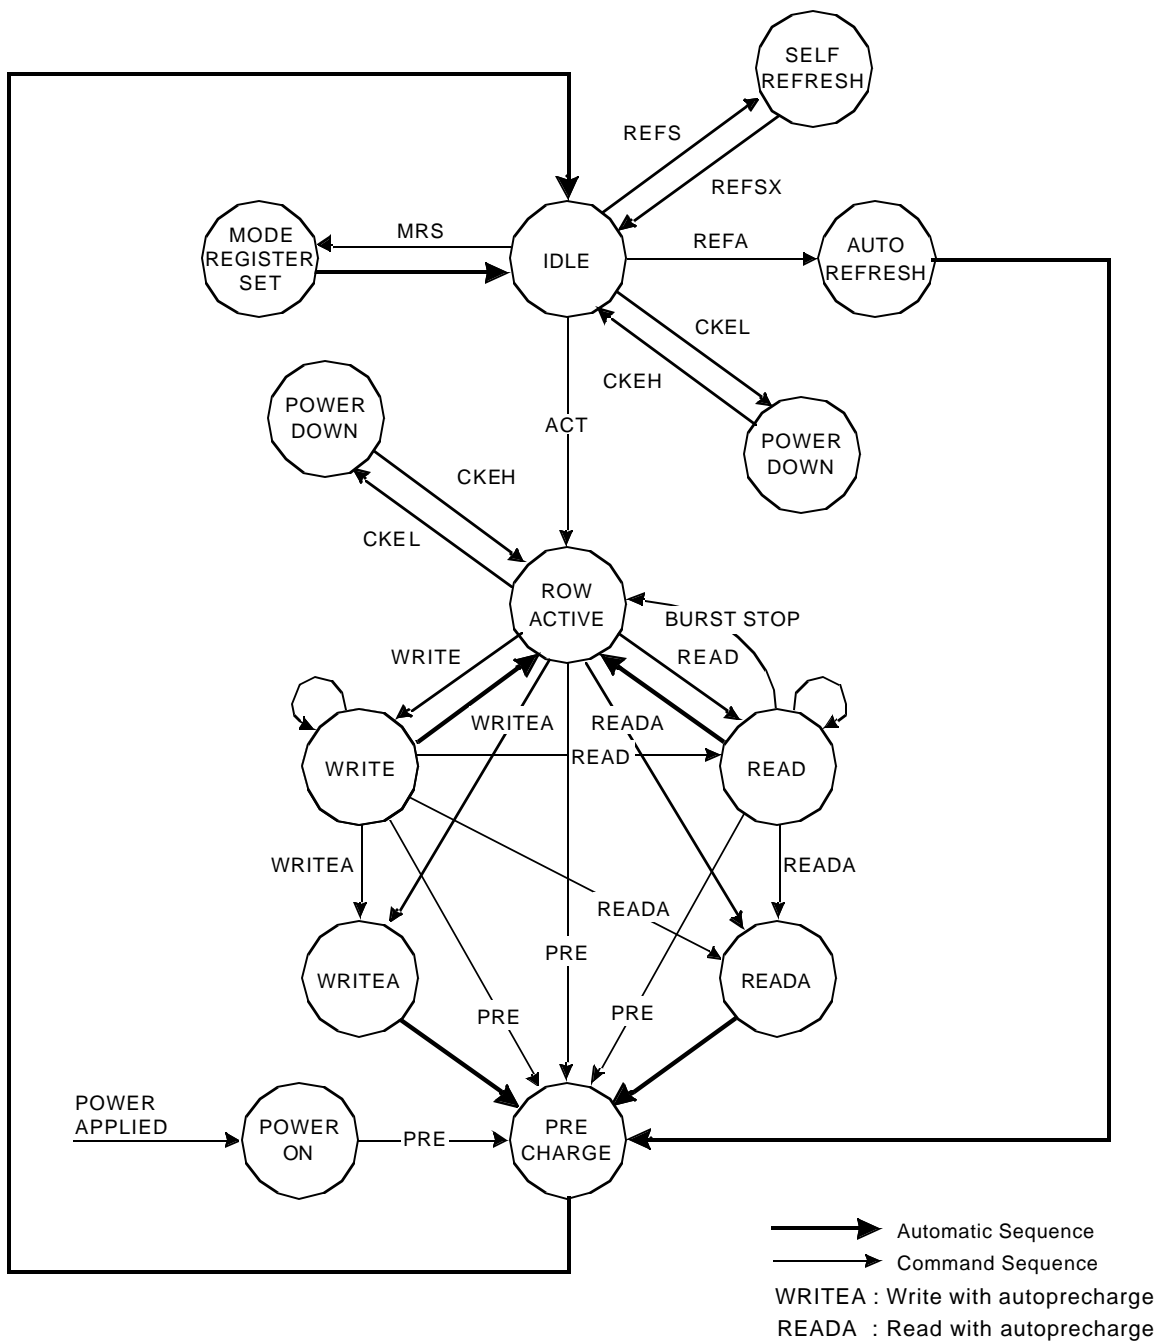 SELF
REFRESH
REFS
REFSX
MODE
REGISTER
SET
MRS
IDLE
REFA
AUTO
REFRESH
CKEL
CKEH
POWER
DOWN
ACT
POWER
DOWN
CKEH
CKEL
ROW
ACTIVE
BURST STOP
WRITE
READ
WRITEA
READA
WRITE
READ
READ
WRITEA
READA
READA
PRE
WRITEA
READA
PRE
PRE
POWER
APPLIED
POWER
ON
PRE
PRE
CHARGE
Automatic Sequence
Command Sequence
WRITEA : Write with autoprecharge
READA : Read with autoprecharge